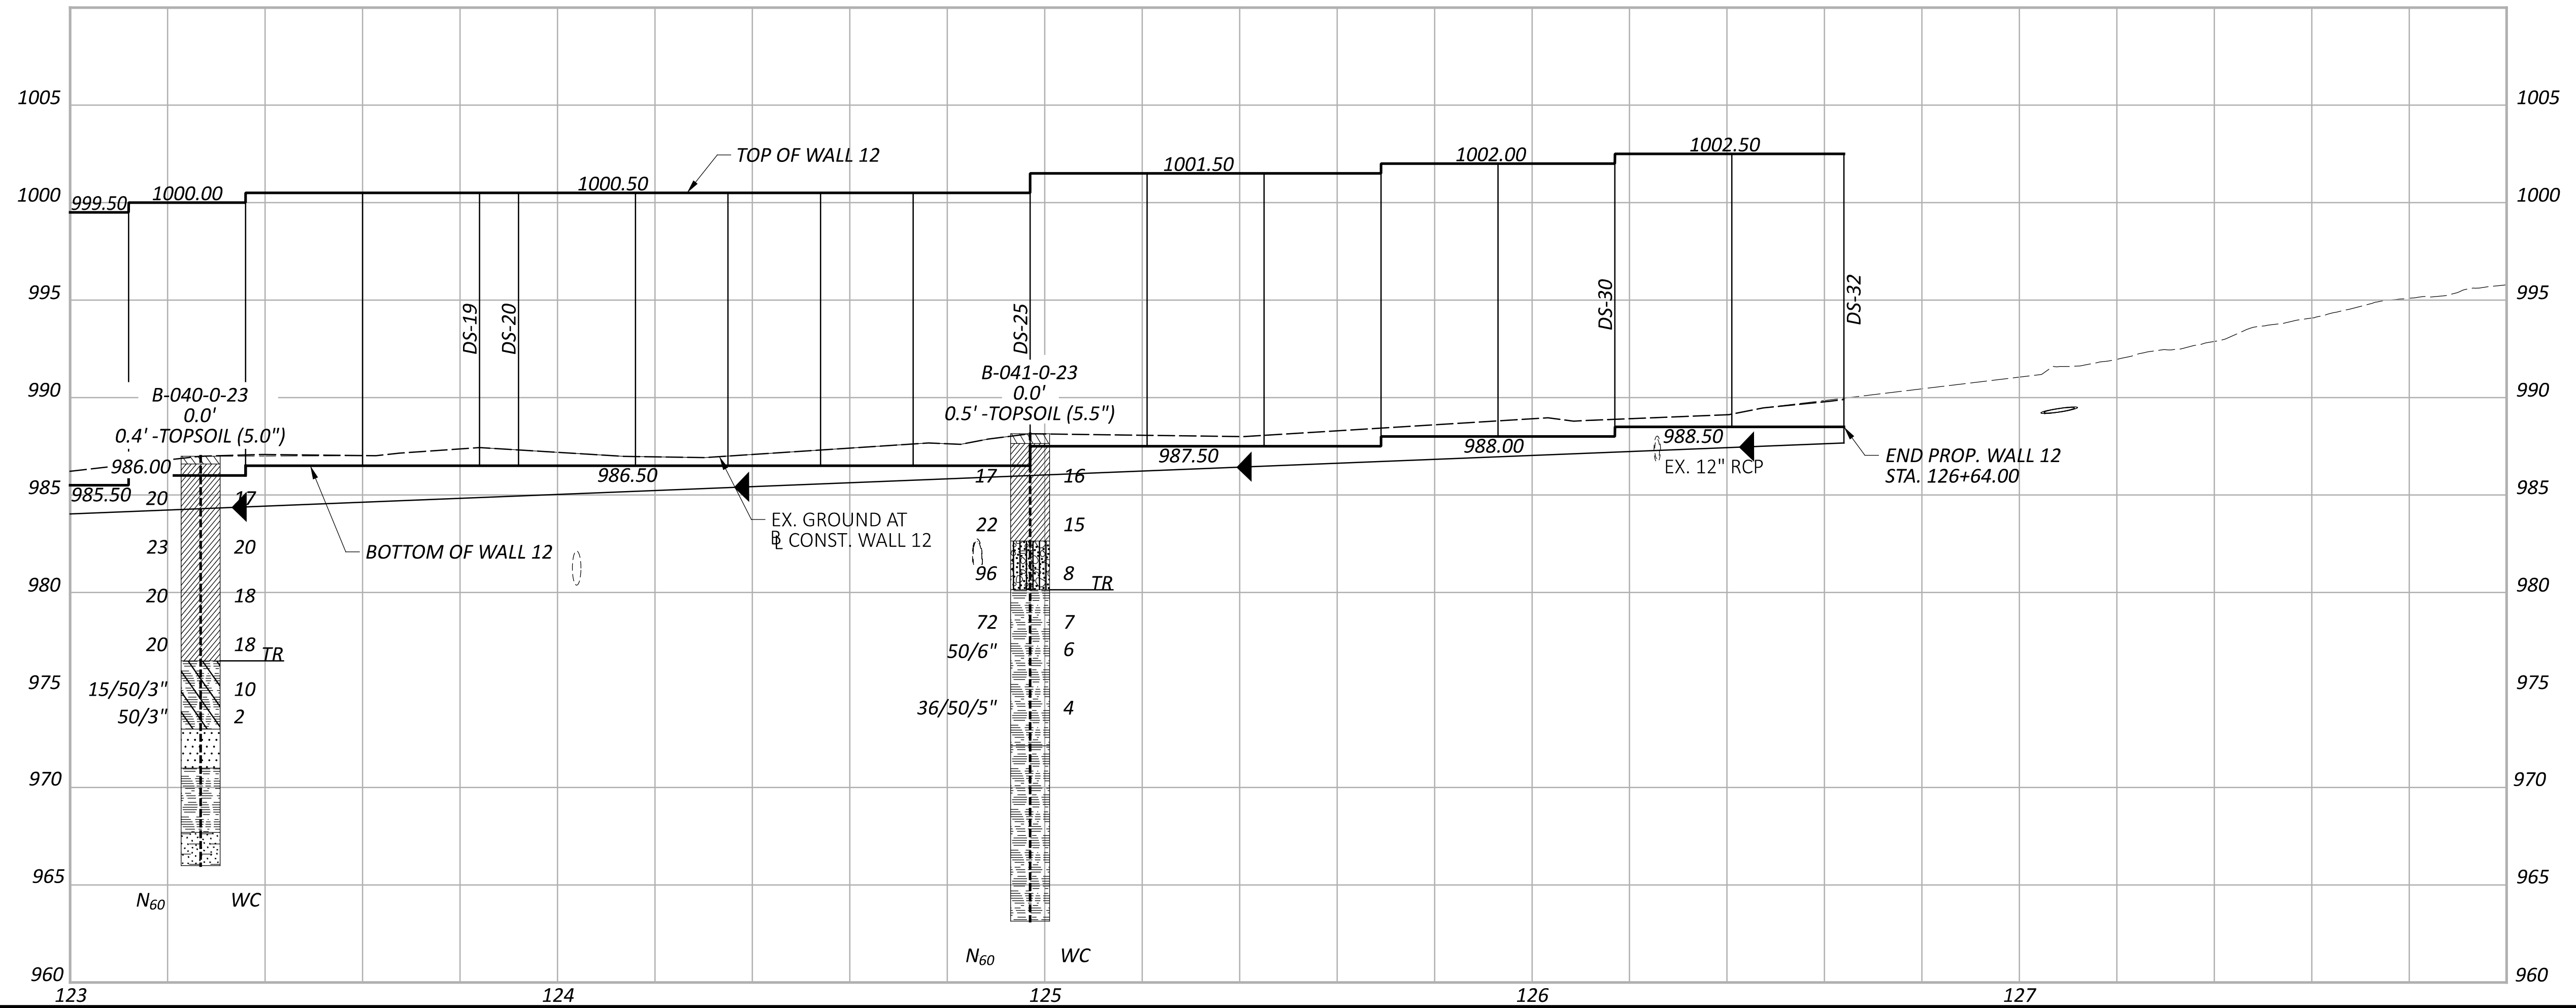 1005
1005
TOP OF WALL 12
1002.50
1002.00
1001.50
1000.50
1000.00
999.50
1000
1000
995
995
DS-19
DS-20
DS-25
DS-30
DS-32
990
990
B-040-0-23
0.0'
0.4' -TOPSOIL (5.0")
B-041-0-23
0.0'
0.5' -TOPSOIL (5.5")
986.00
985.50
986.50
987.50
988.00
988.50
EX. 12" RCP
END PROP. WALL 12
STA. 126+64.00
985
985
20 17
23 20
20 18
20 18
TR
15/50/3" 10
50/3" 2
N60 WC
BOTTOM OF WALL 12
EX. GROUND AT
BL CONST. WALL 12
17 16
22 15
96 8
TR
72 7
50/6" 6
36/50/5" 4
N60 WC
980
980
975
975
970
970
965
965
960
960
123 124 125 126 127